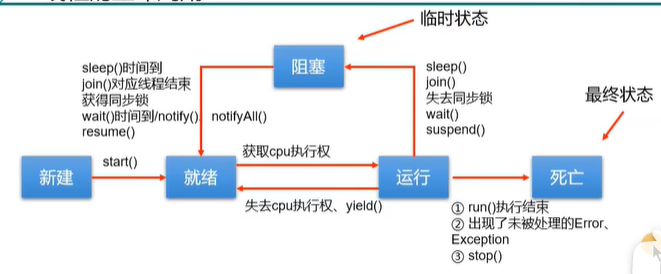 临时状态
阻塞
sleep()时间到
join()对应线程结束
获得同步锁
wait()时间到/notify()、notifyAll()
resume()
sleep()
join()
失去同步锁
wait()
suspend()
最终状态
新建
start()
就绪
获取cpu执行权
失去cpu执行权、yield()
运行
死亡
① run()执行结束
② 出现了未被处理的Error、
Exception
③ stop()